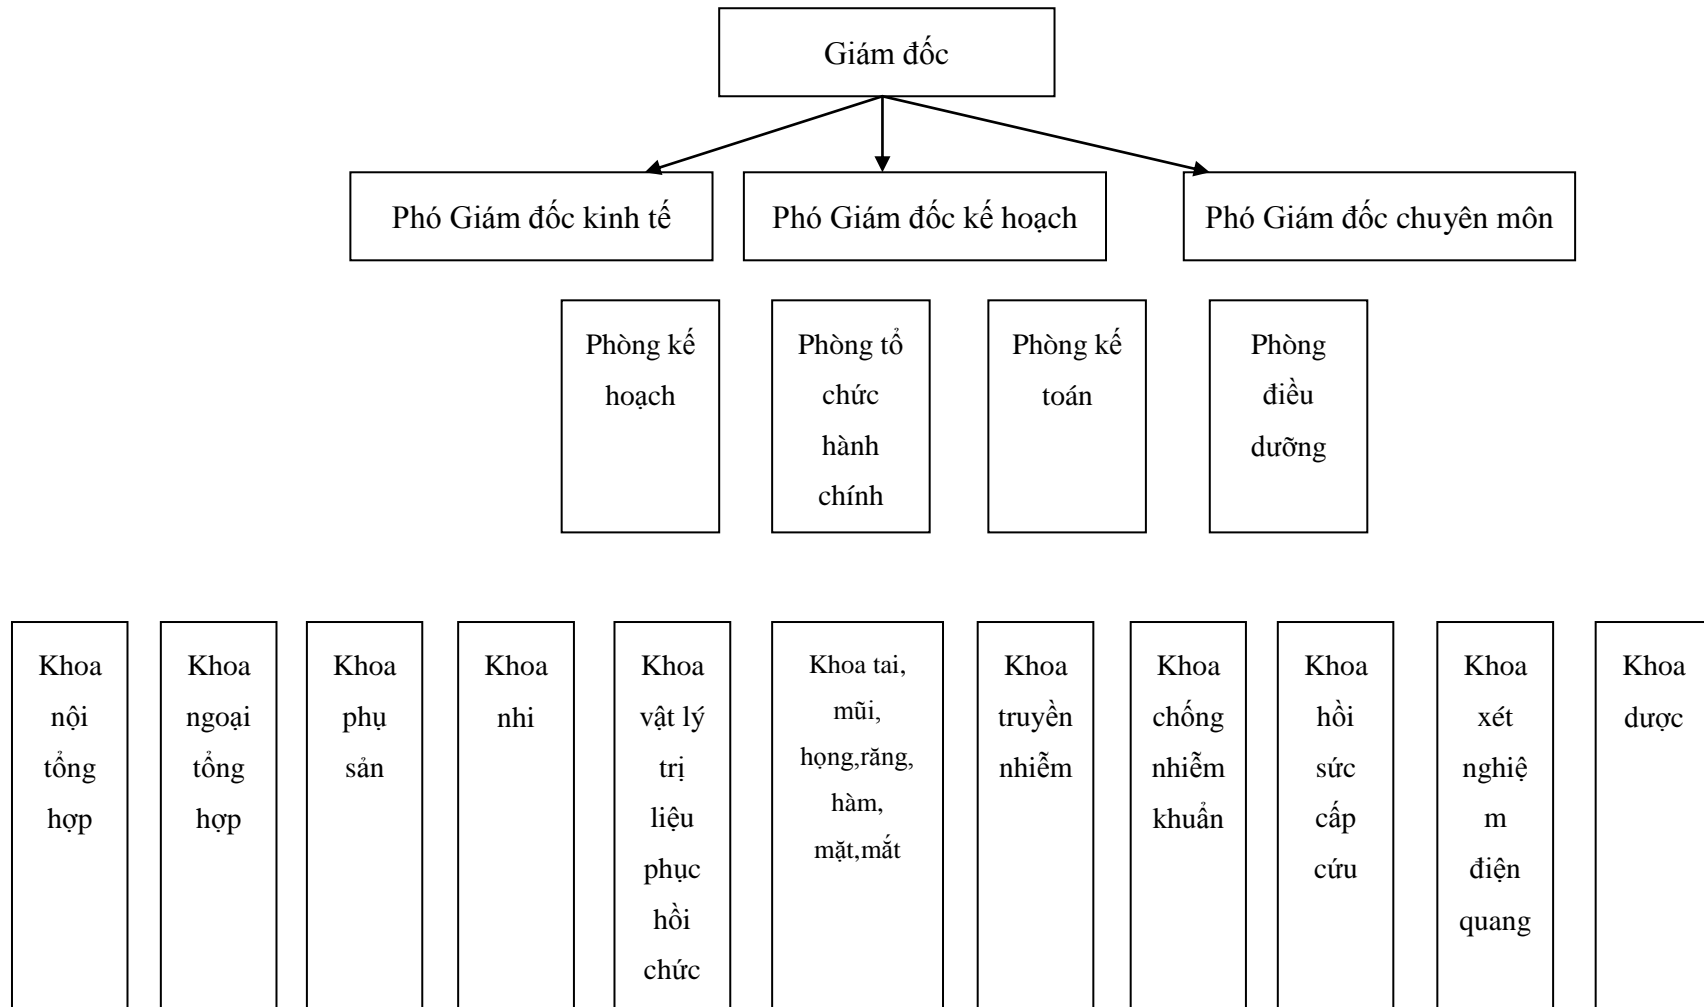 Giám đốc
Phó Giám đốc kinh tế
Phó Giám đốc kế hoạch
Phó Giám đốc chuyên môn
Phòng kế
hoạch
Phòng tổ
chức
hành
chính
Phòng kế
toán
Phòng
điều
dưỡng
Khoa
nội
tổng
hợp
Khoa
ngoại
tổng
hợp
Khoa
phụ
sản
Khoa
nhi
Khoa
vật lý
trị
liệu
phục
hồi
chức
Khoa tai,
mũi,
họng,răng,
hàm,
mặt,mắt
Khoa
truyền
nhiễm
Khoa
chống
nhiễm
khuẩn
Khoa
hồi
sức
cấp
cứu
Khoa
xét
nghiệ
m
điện
quang
Khoa
dược